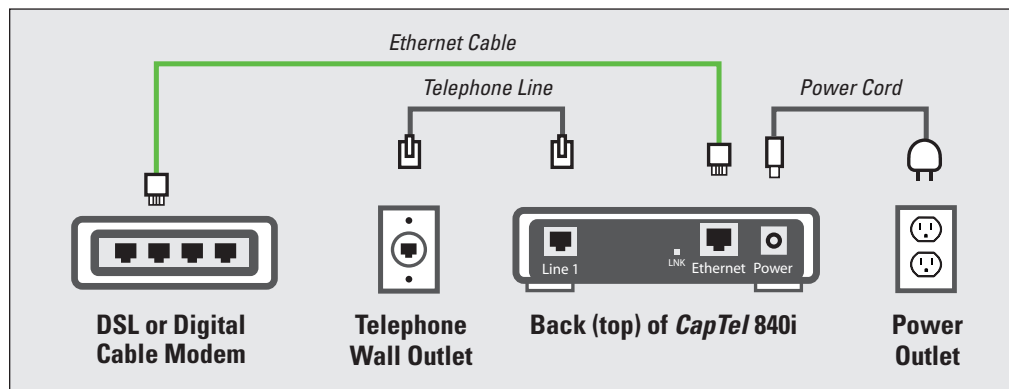 Ethernet Cable
Telephone Line
Power Cord
Line 1
LNK
Ethernet
Power
DSL or Digital
Cable Modem
Telephone
Wall Outlet
Back (top) of CapTel 840i
Power
Outlet